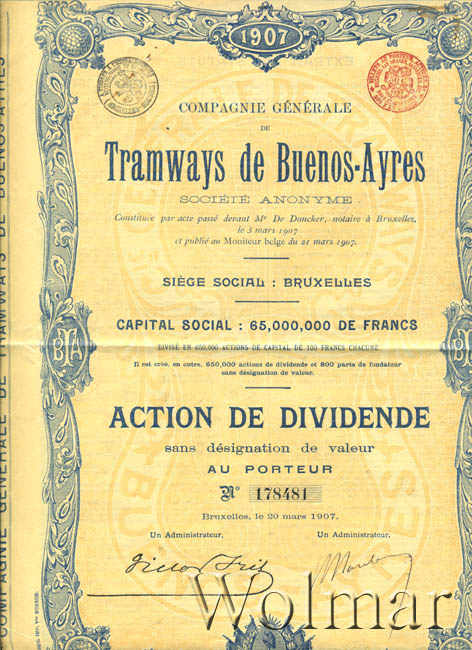 1907
COMPAGNIE GÉNÉRALE
DE
Tramways de Buenos-Ayres
SOCIÉTÉ ANONYME
Constituée par acte passé devant Me De Doncker, notaire à Bruxelles,
le 5 mars 1907
et publié au Moniteur belge du 21 mars 1907.
SIÈGE SOCIAL : BRUXELLES
CAPITAL SOCIAL : 65,000,000 DE FRANCS
DIVISÉ EN 650,000 ACTIONS DE CAPITAL DE 100 FRANCS CHACUNE
Il est créé, en outre, 650,000 actions de dividende et 800 parts de fondateur
sans désignation de valeur.
ACTION DE DIVIDENDE
sans désignation de valeur
AU PORTEUR
No 178481
Bruxelles, le 20 mars 1907.
Un Administrateur. Un Administrateur.
Wolmar
COMPAGNIE GÉNÉRALE DE TRAMWAYS DE BUENOS-AYRES
BTA
BTA